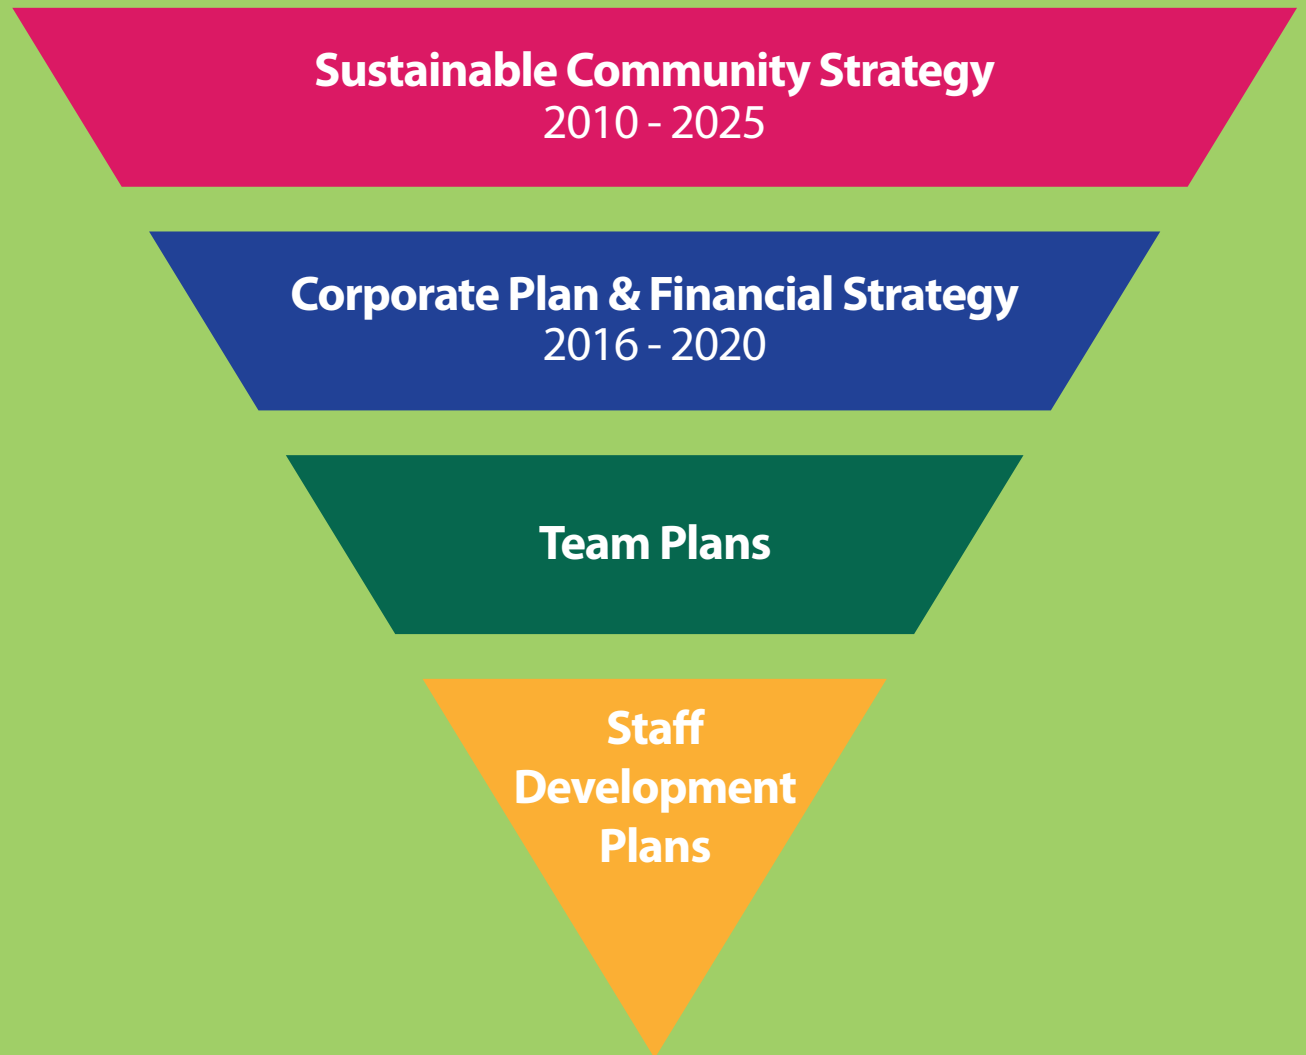 Sustainable Community Strategy
2010 - 2025
Corporate Plan & Financial Strategy
2016 - 2020
Team Plans
Staff
Development
Plans